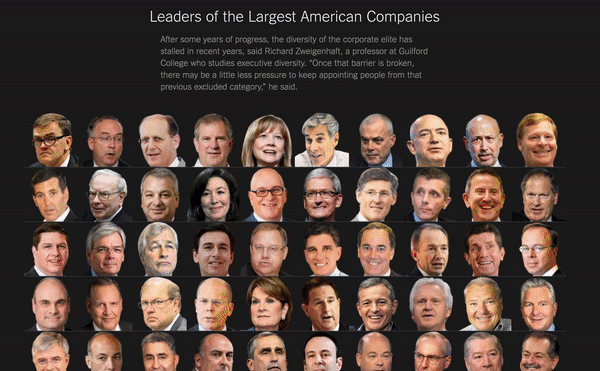 Leaders of the Largest American Companies
After some years of progress, the diversity of the corporate elite has
stalled in recent years, said Richard Zweigenhaft, a professor at Guilford
College who studies executive diversity. “Once that barrier is broken,
there may be a little less pressure to keep appointing people from that
previous excluded category,” he said.